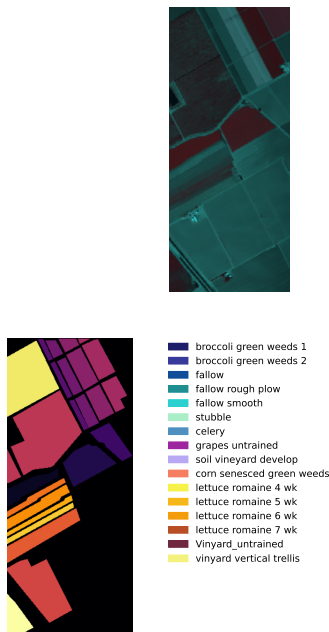 broccoli green weeds 1
broccoli green weeds 2
fallow
fallow rough plow
fallow smooth
stubble
celery
grapes untrained
soil vineyard develop
corn senesced green weeds
lettuce romaine 4 wk
lettuce romaine 5 wk
lettuce romaine 6 wk
lettuce romaine 7 wk
Vinyard_untrained
vinyard vertical trellis